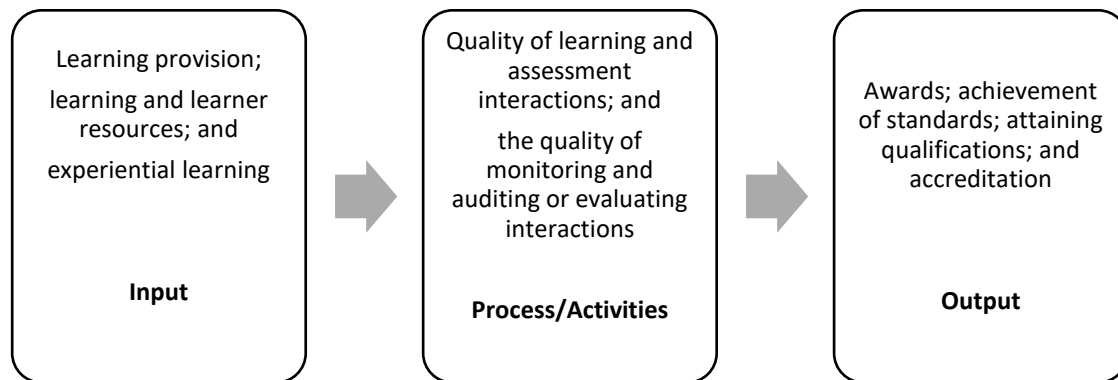 Learning provision;
learning and learner
resources; and
experiential learning
Input
Quality of learning and
assessment
interactions; and
the quality of
monitoring and
auditing or evaluating
interactions
Process/Activities
Awards; achievement
of standards; attaining
qualifications; and
accreditation
Output